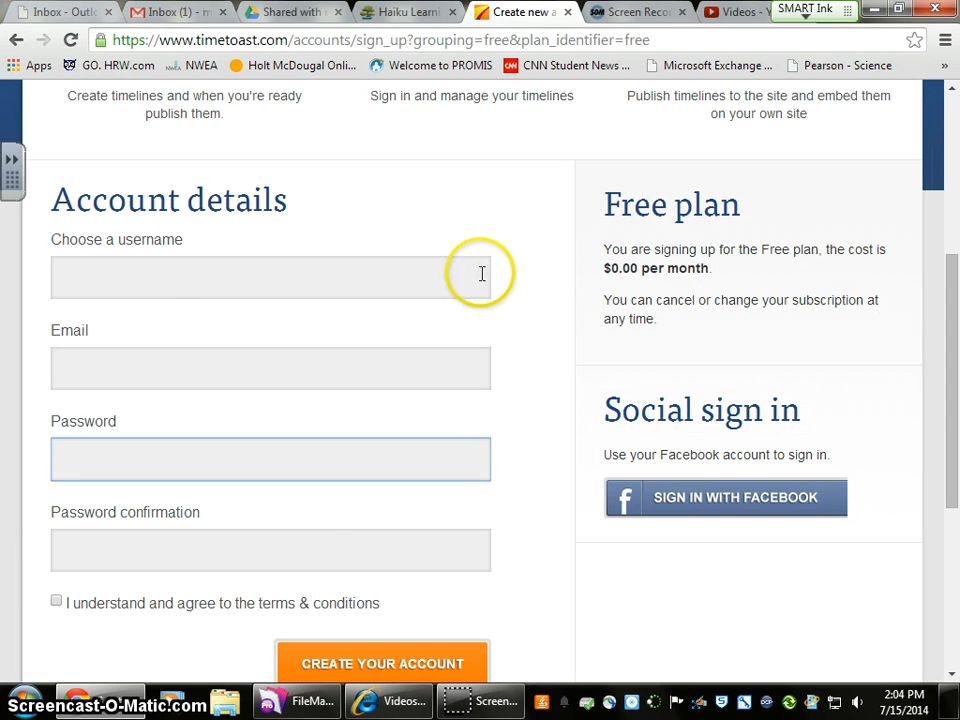 Inbox - Outlo
Inbox (1) - m
Shared with
Haiku Learni
Create new a
Screen Reco
Videos - Y
SMART Ink
https://www.timetoast.com/accounts/sign_up?grouping=free&plan_identifier=free
Apps
GO. HRW.com
NWEA
Holt McDougal Onli...
Welcome to PROMIS
CNN Student News ...
Microsoft Exchange ...
Pearson - Science
»
Create timelines and when you're ready
publish them.
Sign in and manage your timelines
Publish timelines to the site and embed them
on your own site
Account details
Choose a username
Email
Password
Password confirmation
I understand and agree to the terms & conditions
CREATE YOUR ACCOUNT
Free plan
You are signing up for the Free plan, the cost is
$0.00 per month.
You can cancel or change your subscription at
any time.
Social sign in
Use your Facebook account to sign in.
f SIGN IN WITH FACEBOOK
Screencast-O-Matic.com
FileMa...
Videos...
Screen...
2:04 PM
7/15/2014